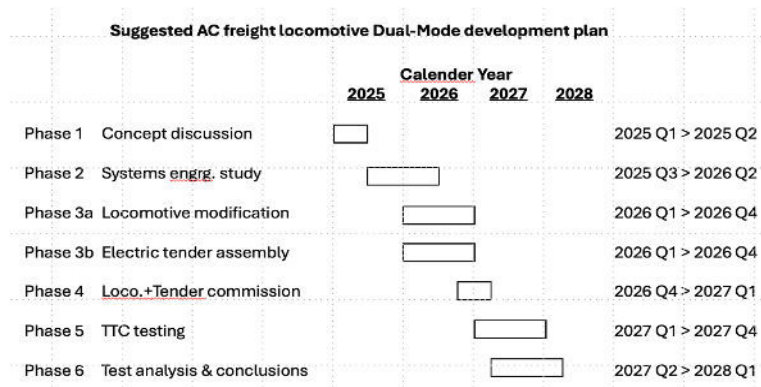 Suggested AC freight locomotive Dual-Mode development plan
Calender Year
2025 2026 2027 2028
Phase 1 Concept discussion 2025 Q1 > 2025 Q2
Phase 2 Systems engrg. study 2025 Q3 > 2026 Q2
Phase 3a Locomotive modification 2026 Q1 > 2026 Q4
Phase 3b Electric tender assembly 2026 Q1 > 2026 Q4
Phase 4 Loco.+Tender commission 2026 Q4 > 2027 Q1
Phase 5 TTC testing 2027 Q1 > 2027 Q4
Phase 6 Test analysis & conclusions 2027 Q2 > 2028 Q1